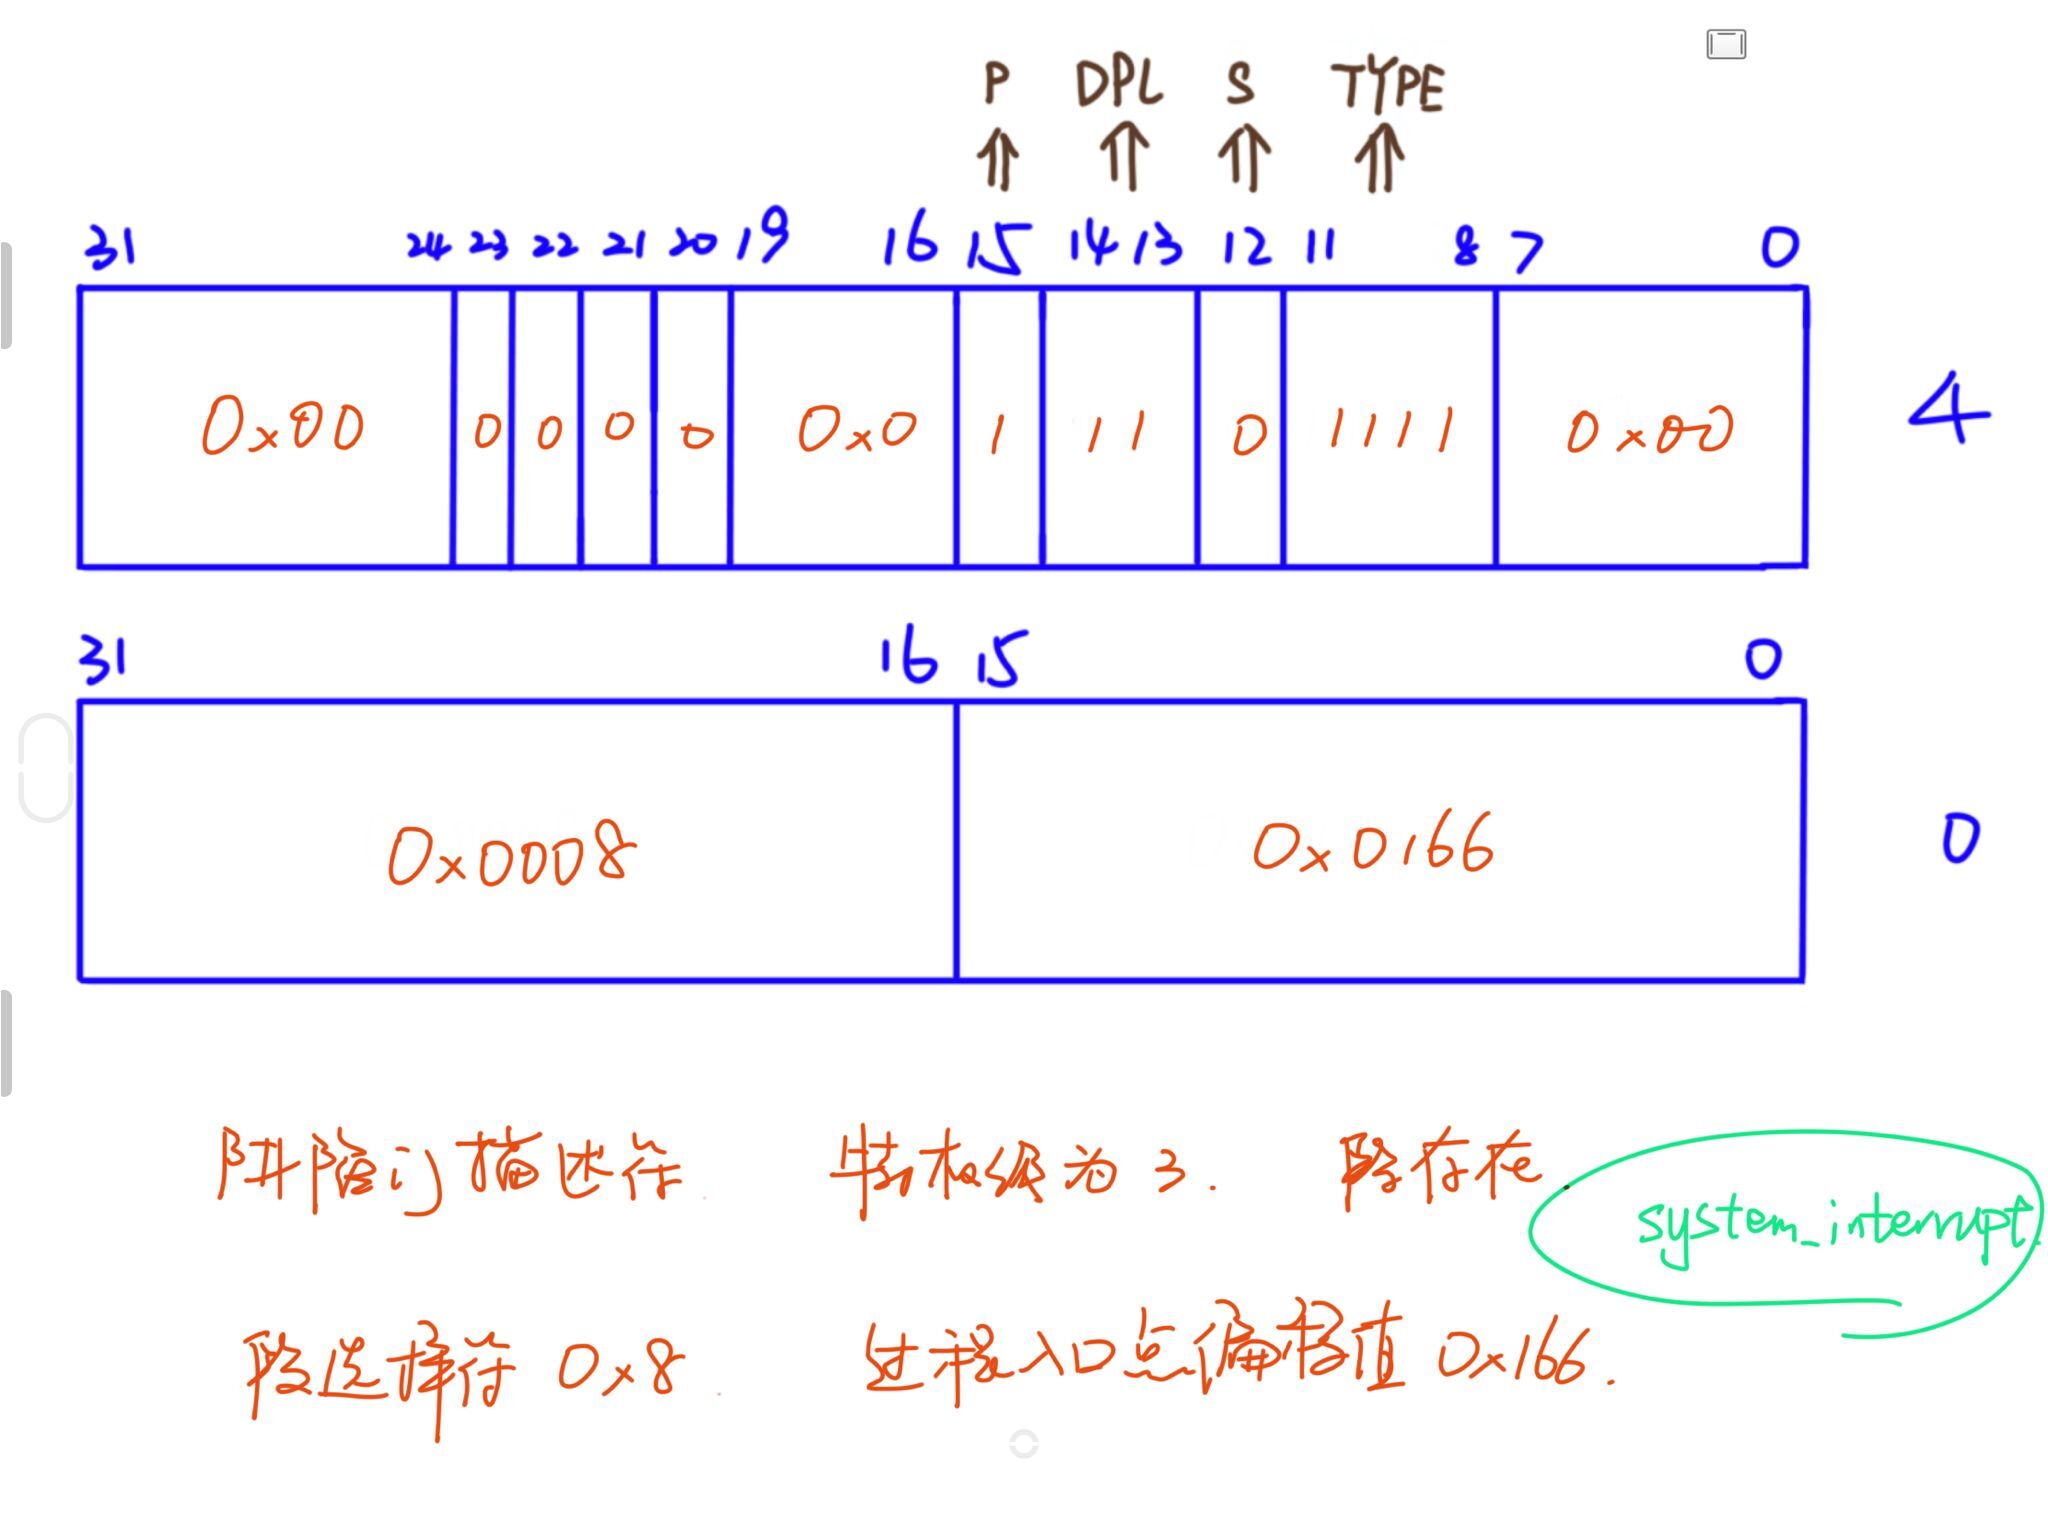 P DPL S TYPE
31 24 23 22 21 20 19 16 15 14 13 12 11 8 7 0
0x00 0 0 0 0 0x0 1 11 0 1111 0x00 4
31 16 15 0
0x0008 0x0166 0
陷阱门描述符. 特权级为3. 段存在. system_interrupt.
段选择符 0x8. 过程入口点偏移值 0x166.